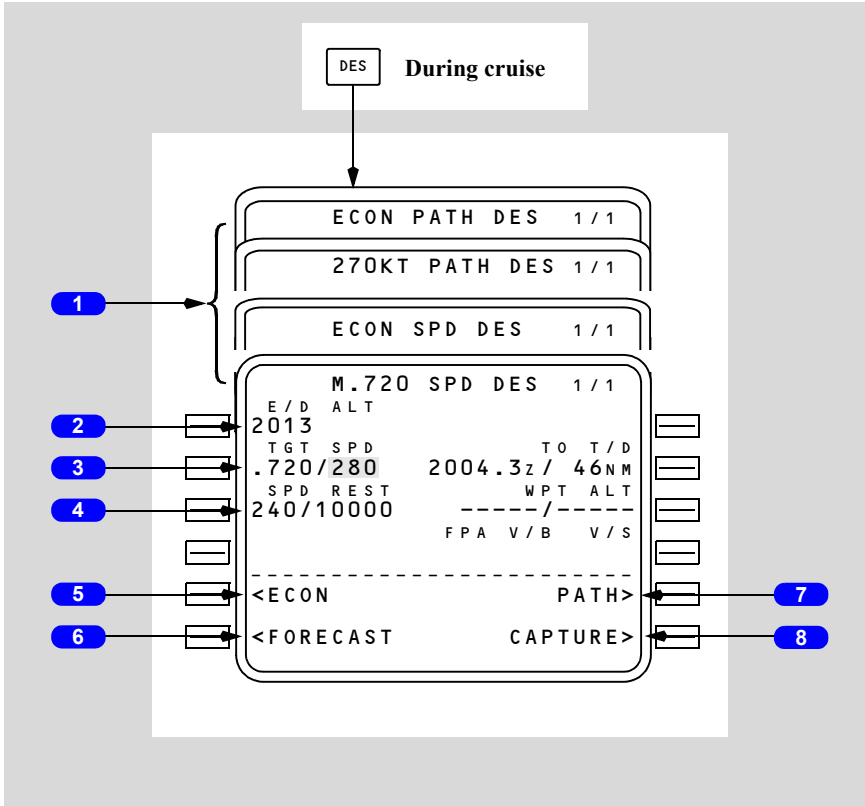 DES During cruise
ECON PATH DES 1/1
270KT PATH DES 1/1
1
ECON SPD DES 1/1
M.720 SPD DES 1/1
E/D ALT
2 2013
TGT SPD TO T/D
3 .720/280 2004.3z/ 46NM
SPD REST WPT ALT
4 240/10000 -----/-----
FPA V/B V/S
------------------------
5 <ECON PATH> 7
6 <FORECAST CAPTURE> 8